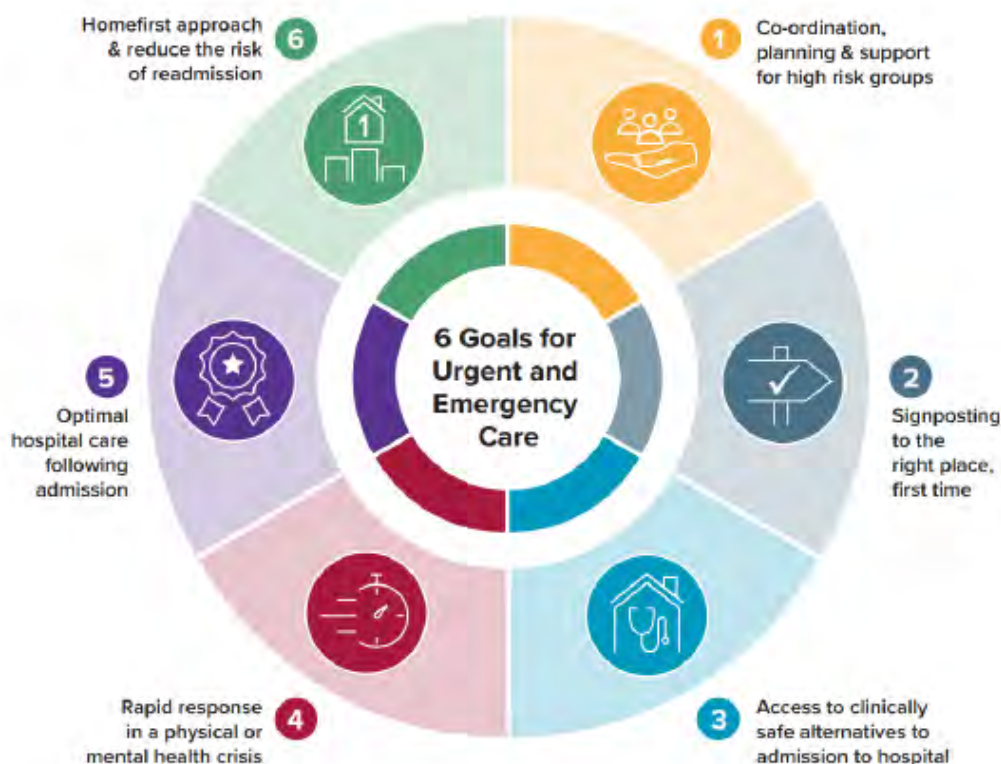 Homefirst approach
& reduce the risk
of readmission
6
1
1
Co-ordination,
planning & support
for high risk groups
6 Goals for
Urgent and
Emergency
Care
5
Optimal
hospital care
following
admission
2
Signposting
to the
right place,
first time
Rapid response
in a physical or
mental health crisis
4
3
Access to clinically
safe alternatives to
admission to hospital